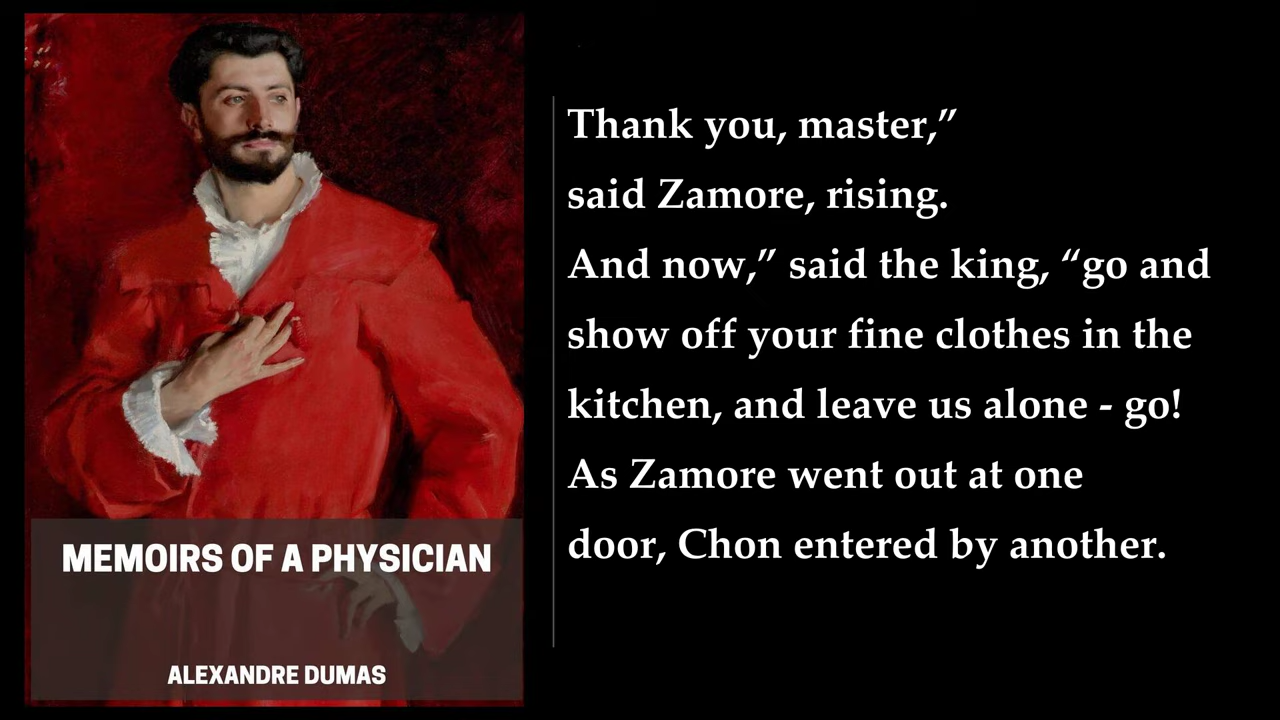 MEMOIRS OF A PHYSICIAN
ALEXANDRE DUMAS
Thank you, master,”
said Zamore, rising.
And now,” said the king, “go and
show off your fine clothes in the
kitchen, and leave us alone - go!
As Zamore went out at one
door, Chon entered by another.